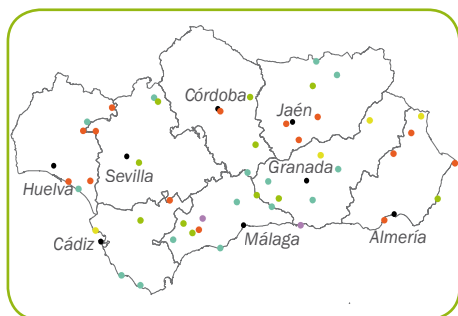 Córdoba
Jaén
Huelva
Sevilla
Granada
Cádiz
Málaga
Almería